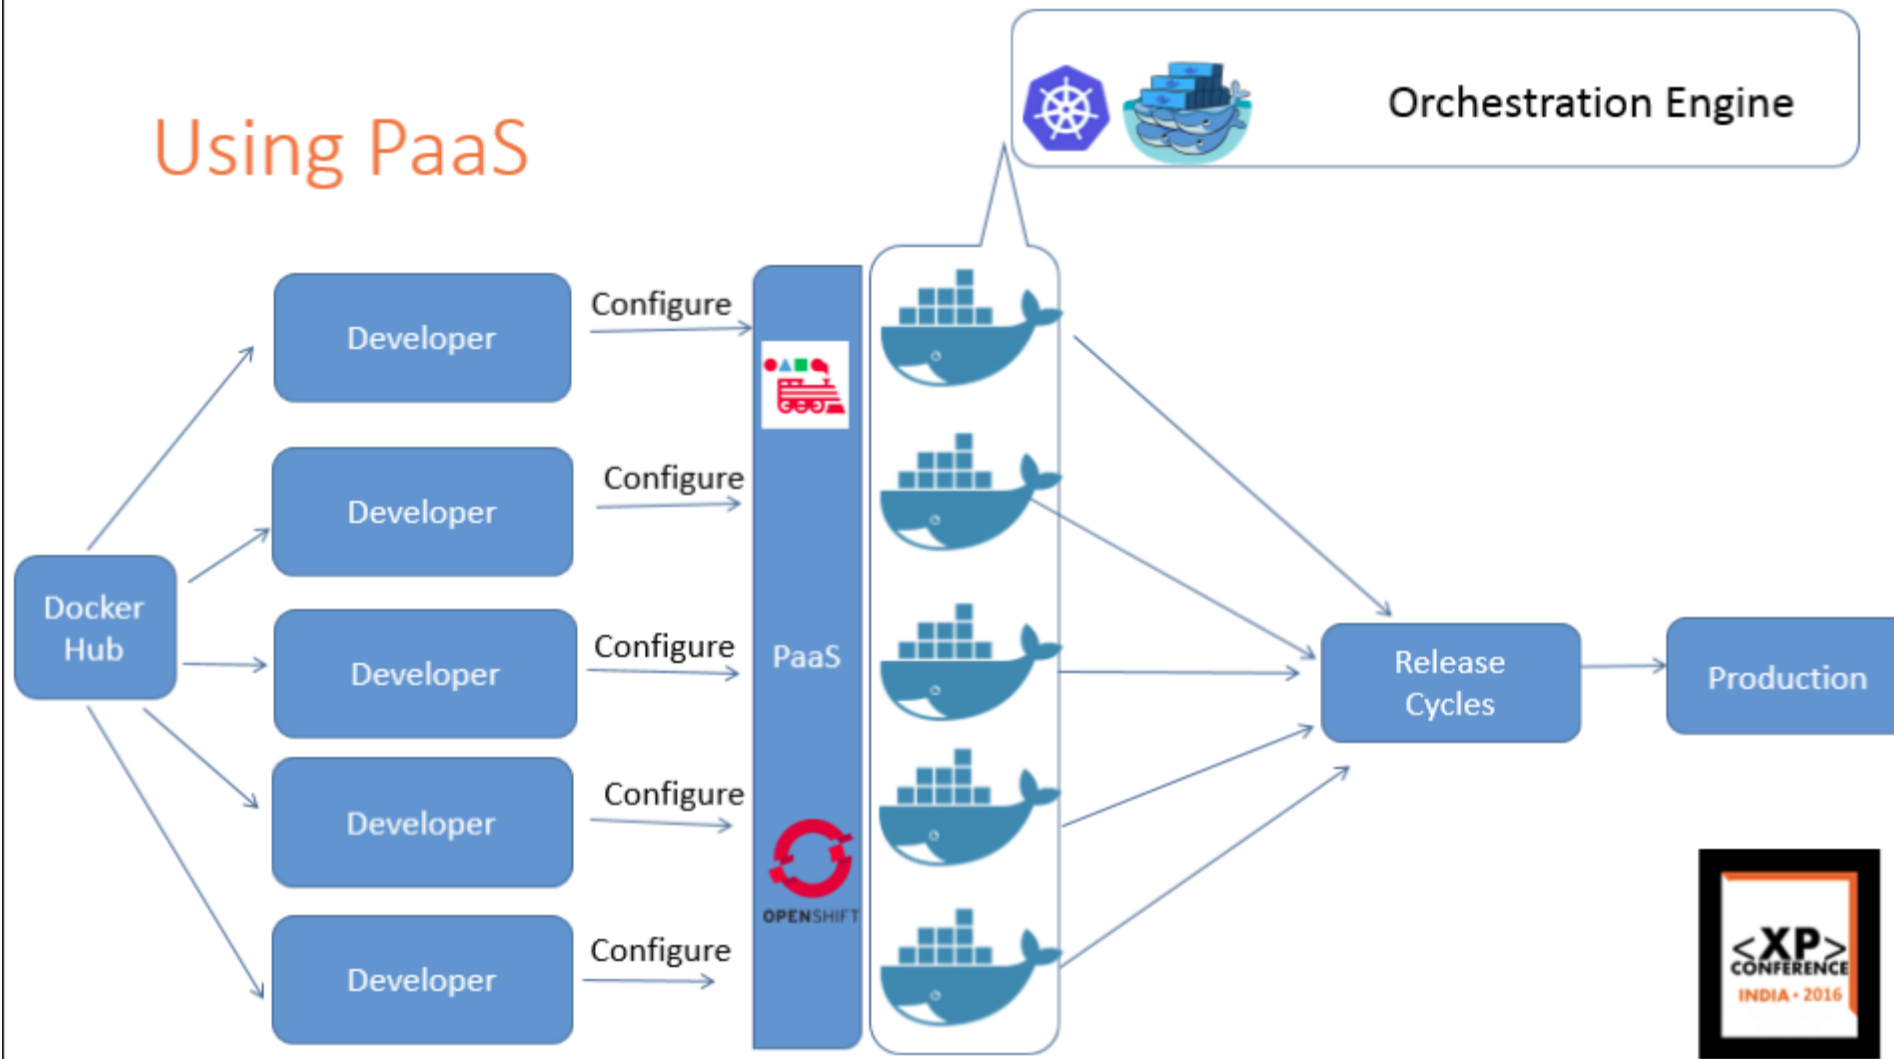 Using PaaS
Orchestration Engine
Docker
Hub
Developer
Configure
Developer
Configure
Developer
Configure
Developer
Configure
Developer
Configure
PaaS
OPENSHIFT
Release
Cycles
Production
<XP>
CONFERENCE
INDIA • 2016